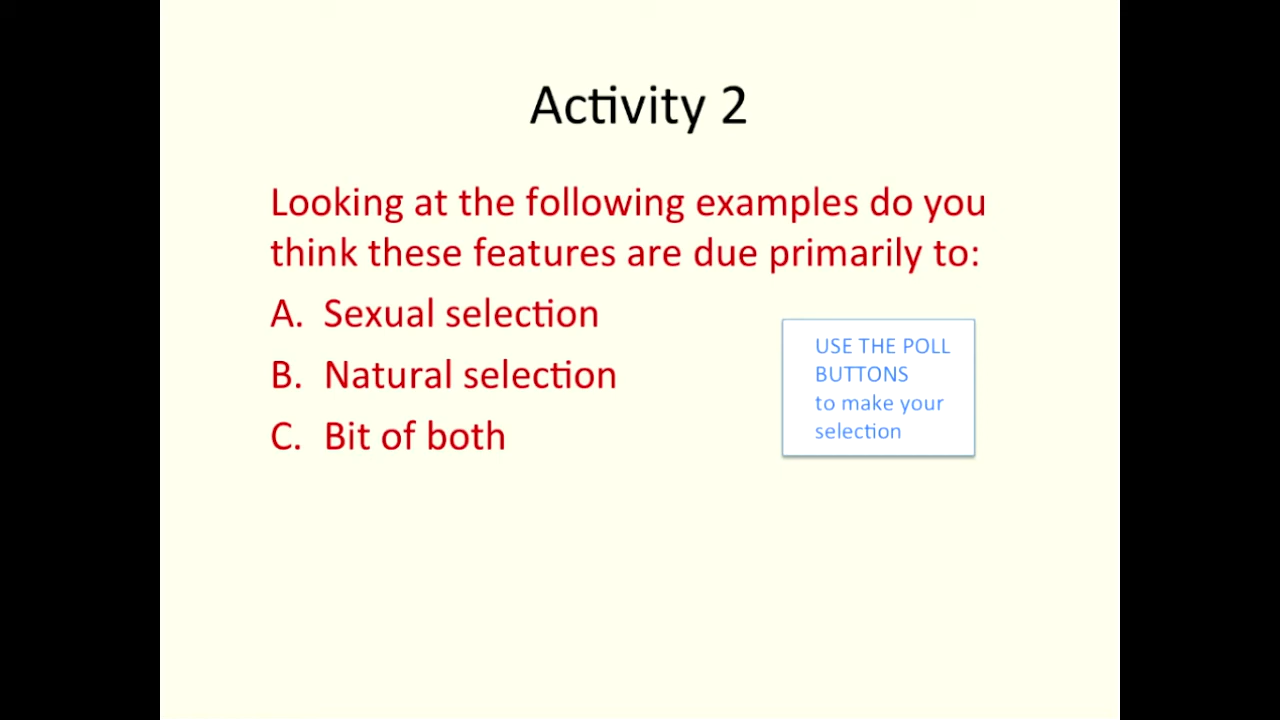 Activity 2
Looking at the following examples do you
think these features are due primarily to:
A. Sexual selection
B. Natural selection
C. Bit of both
USE THE POLL
BUTTONS
to make your
selection